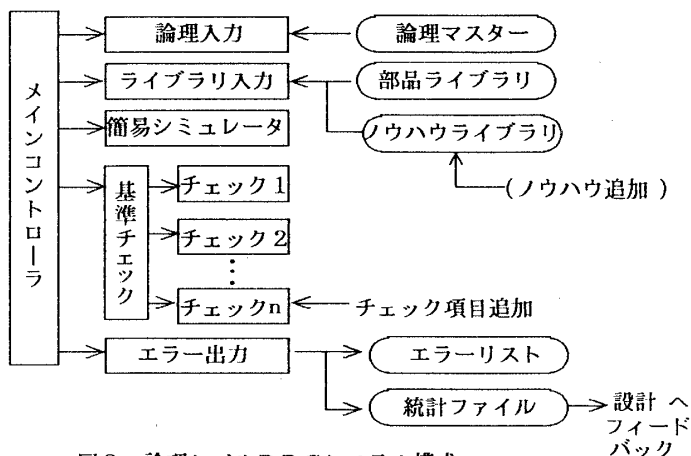 論理入力
論理マスター
ライブラリ入力
部品ライブラリ
メインコントローラ
簡易シミュレータ
ノウハウライブラリ
(ノウハウ追加)
基準チェック
チェック1
チェック2
チェックn
チェック項目追加
エラー出力
エラーリスト
統計ファイル
設計へ
フィード
バック